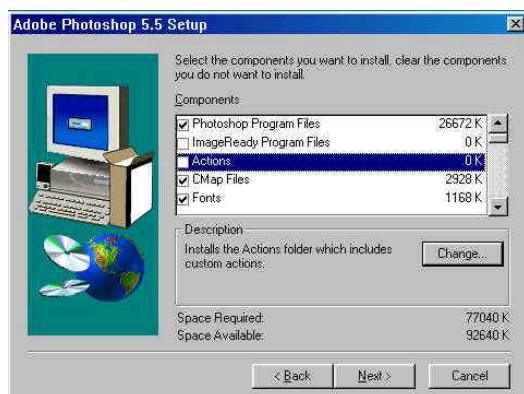 Adobe Photoshop 5.5 Setup
Select the components you want to install, clear the components
you do not want to install.
Components
Photoshop Program Files 26672 K
ImageReady Program Files 0 K
Actions 0 K
CMap Files 2928 K
Fonts 1168 K
Description
Installs the Actions folder which includes
custom actions.
Change...
Space Required: 77040 K
Space Available: 92640 K
< Back Next > Cancel